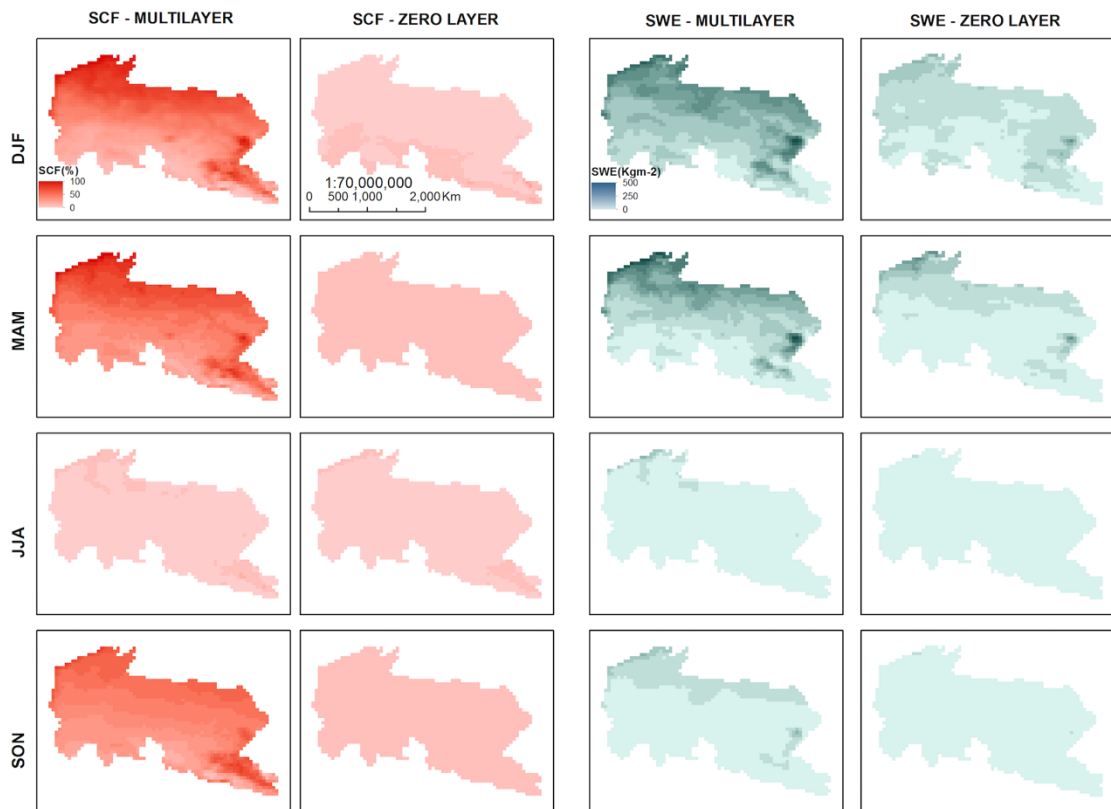 SCF - MULTILAYER
SCF - ZERO LAYER
SWE - MULTILAYER
SWE - ZERO LAYER
DJF
SCF(%)
100
50
0
1:70,000,000
0 500 1,000 2,000 Km
SWE(Kgm-2)
500
250
0
MAM
JJA
SON